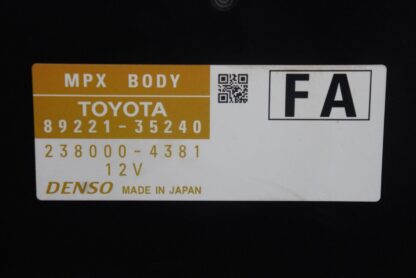 MPX BODY
TOYOTA
89221-35240
238000-4381
12V
DENSO MADE IN JAPAN
FA